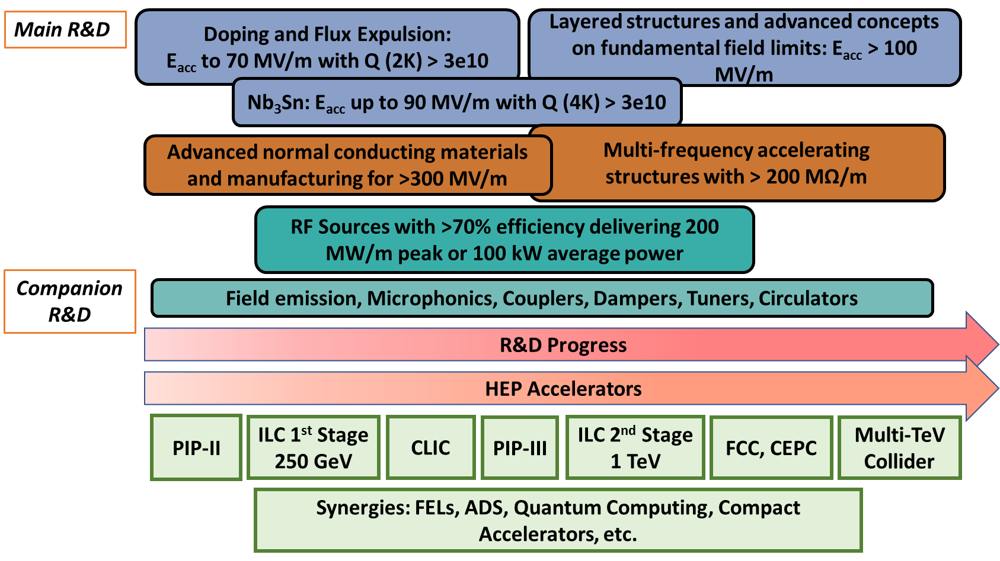 Main R&D
Doping and Flux Expulsion:
Eacc to 70 MV/m with Q (2K) > 3e10
Layered structures and advanced concepts
on fundamental field limits: Eacc > 100
MV/m
Nb3Sn: Eacc up to 90 MV/m with Q (4K) > 3e10
Advanced normal conducting materials
and manufacturing for >300 MV/m
Multi-frequency accelerating
structures with > 200 MΩ/m
RF Sources with >70% efficiency delivering 200
MW/m peak or 100 kW average power
Companion
R&D
Field emission, Microphonics, Couplers, Dampers, Tuners, Circulators
R&D Progress
HEP Accelerators
PIP-II
ILC 1st Stage
250 GeV
CLIC
PIP-III
ILC 2nd Stage
1 TeV
FCC, CEPC
Multi-TeV
Collider
Synergies: FELs, ADS, Quantum Computing, Compact
Accelerators, etc.